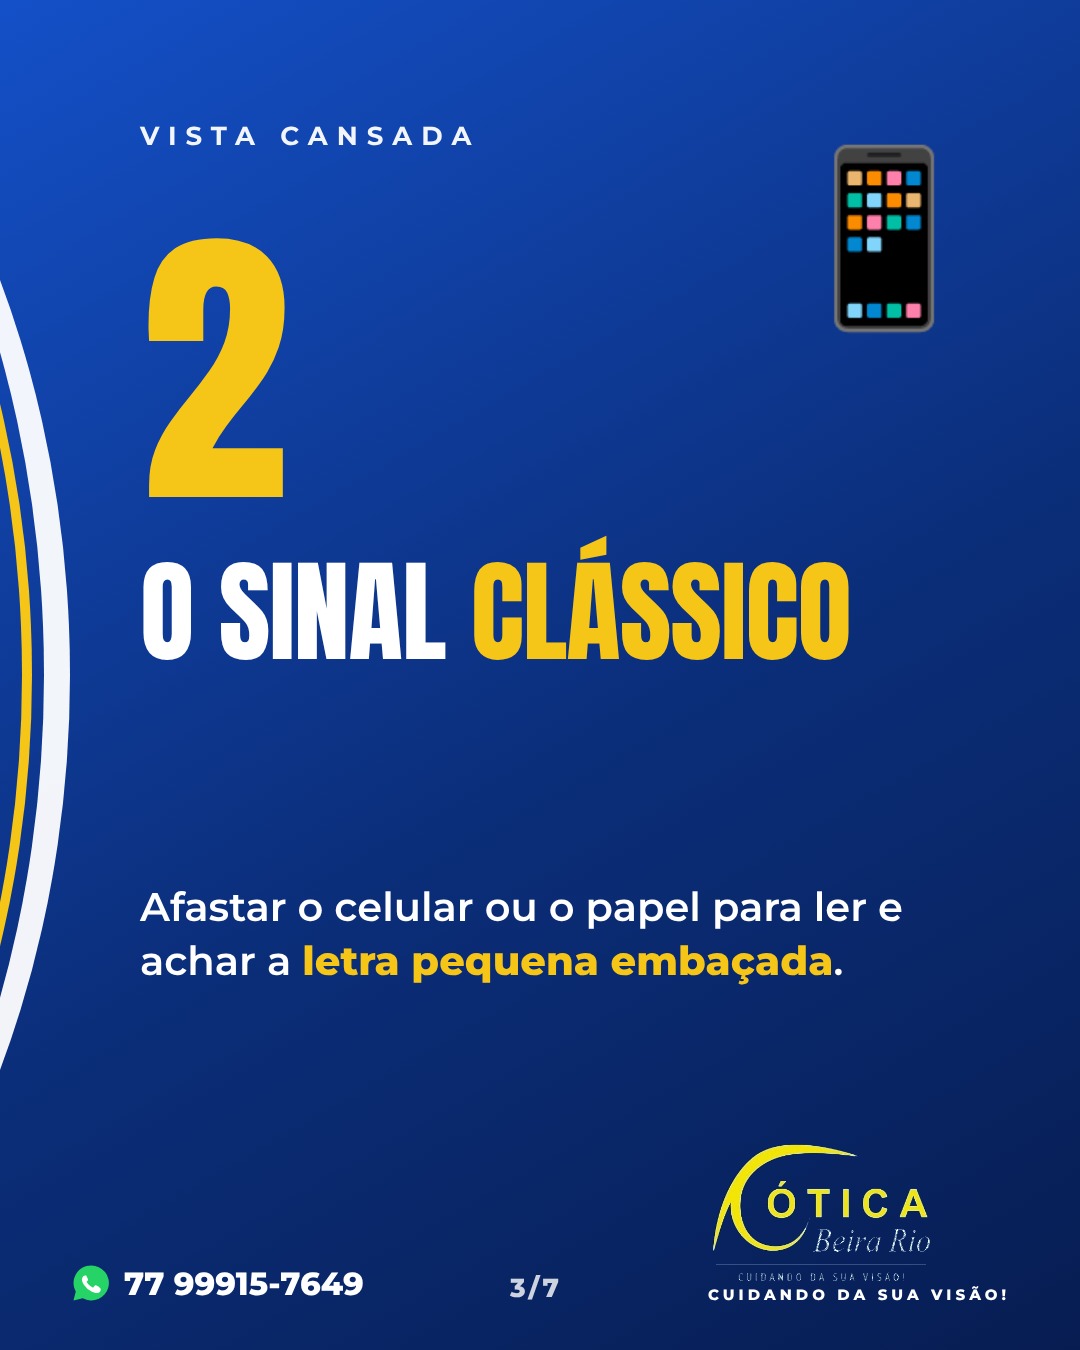 VISTA CANSADA
2
O SINAL CLÁSSICO
Afastar o celular ou o papel para ler e
achar a letra pequena embaçada.
ÓTICA
Beira Rio
CUIDANDO DA SUA VISÃO!
CUIDANDO DA SUA VISÃO!
77 99915-7649
3/7